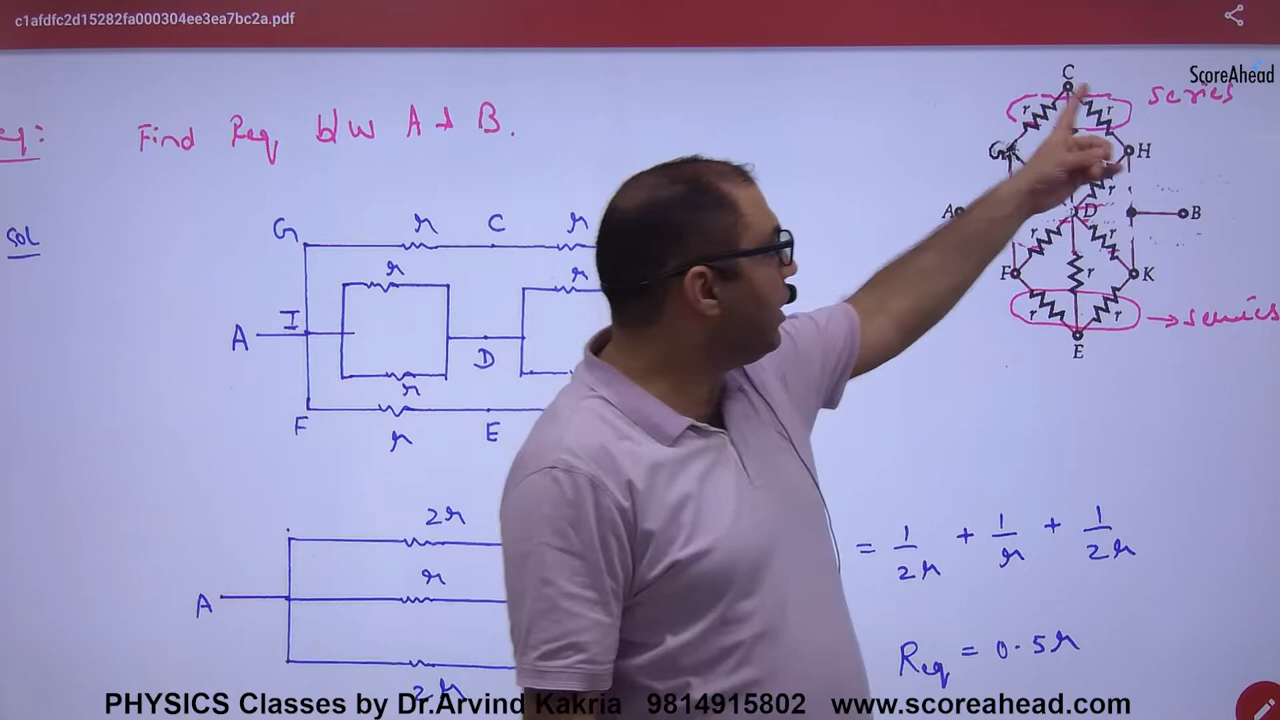 c1afdfc2d15282fa000304ee3ea7bc2a.pdf
ScoreAhead
Find Req b/w A & B.
Sol
G r C r
r r
A I D
r
F r E
C series
r r
G H
A D B
r r
F r K
r r → series
E
2r
A r
2r
= 1/2r + 1/r + 1/2r
Req = 0.5r
PHYSICS Classes by Dr.Arvind Kakria 9814915802 www.scoreahead.com